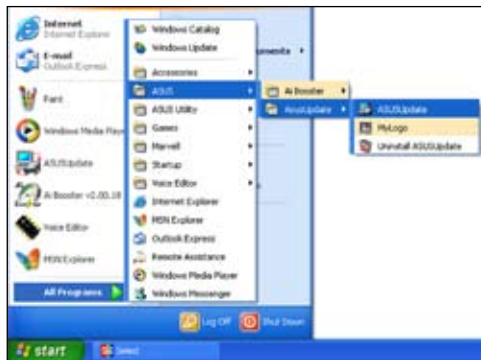 Internet
Internet Explorer
E-mail
Outlook Express
Paint
Windows Media Player
ASUSUpdate
Ai Booster v2.00.18
Voice Editor
MSN Explorer
All Programs
Windows Catalog
Windows Update
Accessories
ASUS
ASUS Utility
Games
Marvell
Startup
Voice Editor
Internet Explorer
MSN Explorer
Outlook Express
Remote Assistance
Windows Media Player
Windows Messenger
Ai Booster
AsusUpdate
ASUSUpdate
MyLogo
Uninstall ASUSUpdate
Log Off
Shut Down
start